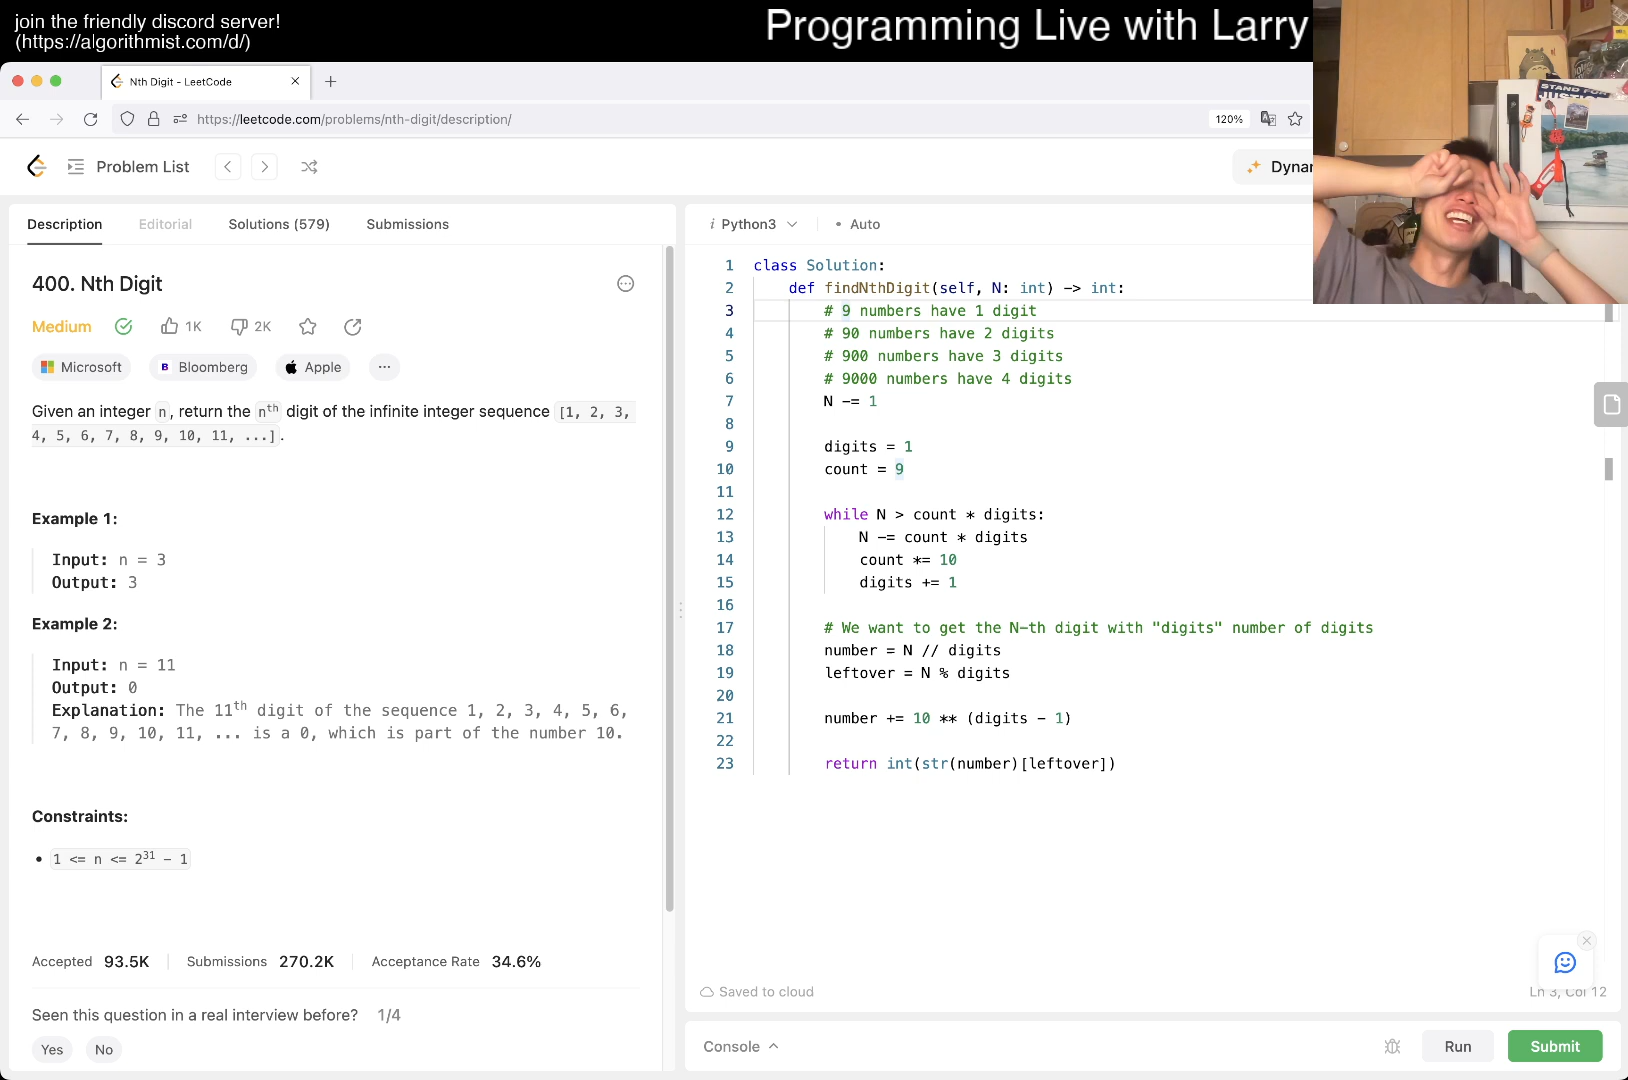 join the friendly discord server!
(https://algorithmist.com/d/)
Programming Live with Larry
Nth Digit - LeetCode
https://leetcode.com/problems/nth-digit/description/
120%
Problem List
Dynam
Description
Editorial
Solutions (579)
Submissions
400. Nth Digit
Medium
1K
2K
Microsoft
B Bloomberg
Apple
Given an integer n, return the nth digit of the infinite integer sequence [1, 2, 3,
4, 5, 6, 7, 8, 9, 10, 11, ...].
Example 1:
Input: n = 3
Output: 3
Example 2:
Input: n = 11
Output: 0
Explanation: The 11th digit of the sequence 1, 2, 3, 4, 5, 6,
7, 8, 9, 10, 11, ... is a 0, which is part of the number 10.
Constraints:
• 1 <= n <= 2^31 - 1
Accepted 93.5K
Submissions 270.2K
Acceptance Rate 34.6%
Seen this question in a real interview before? 1/4
Yes
No
i Python3
• Auto
1 class Solution:
2 def findNthDigit(self, N: int) -> int:
3 # 9 numbers have 1 digit
4 # 90 numbers have 2 digits
5 # 900 numbers have 3 digits
6 # 9000 numbers have 4 digits
7 N -= 1
8
9 digits = 1
10 count = 9
11
12 while N > count * digits:
13 N -= count * digits
14 count *= 10
15 digits += 1
16
17 # We want to get the N-th digit with "digits" number of digits
18 number = N // digits
19 leftover = N % digits
20
21 number += 10 ** (digits - 1)
22
23 return int(str(number)[leftover])
Saved to cloud
Ln 3, Col 12
Console
Run
Submit
STAND FOR
JUSTICE